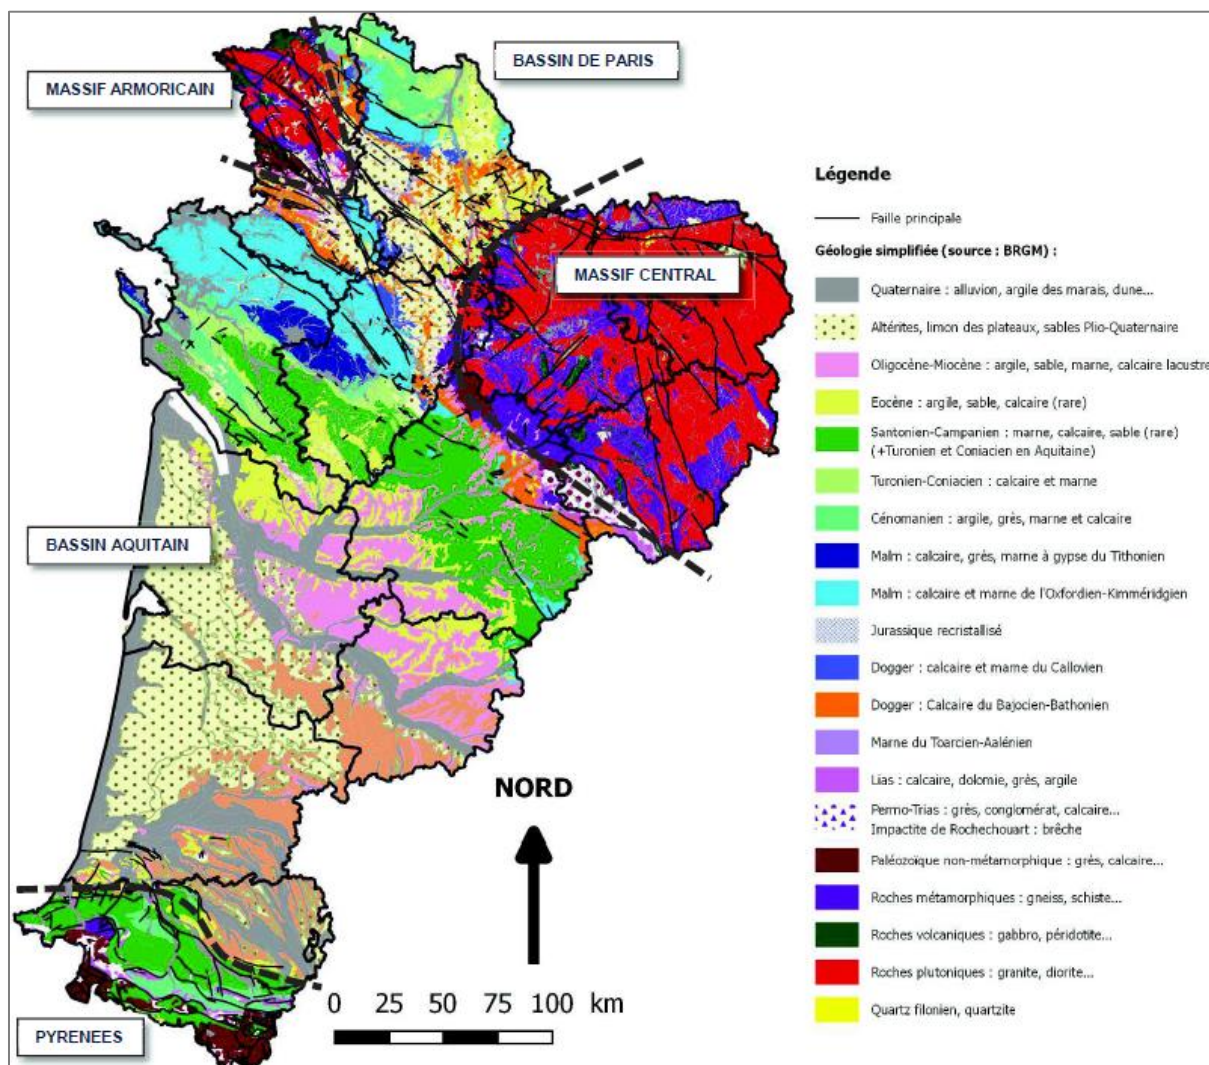 BASSIN DE PARIS
MASSIF ARMORICAIN
MASSIF CENTRAL
BASSIN AQUITAIN
NORD
0 25 50 75 100 km
PYRENEES
Légende
Faille principale
Géologie simplifiée (source : BRGM) :
Quaternaire : alluvion, argile des marais, dune...
Altérites, limon des plateaux, sables Plio-Quaternaire
Oligocène-Miocène : argile, sable, marne, calcaire lacustre
Eocène : argile, sable, calcaire (rare)
Santonien-Campanien : marne, calcaire, sable (rare)
(+Turonien et Coniacien en Aquitaine)
Turonien-Coniacien : calcaire et marne
Cénomanien : argile, grès, marne et calcaire
Malm : calcaire, grès, marne à gypse du Tithonien
Malm : calcaire et marne de l'Oxfordien-Kimméridgien
Jurassique recristallisé
Dogger : calcaire et marne du Callovien
Dogger : Calcaire du Bajocien-Bathonien
Marne du Toarcien-Aalénien
Lias : calcaire, dolomie, grès, argile
Permo-Trias : grès, conglomérat, calcaire...
Impactite de Rochechouart : brêche
Paléozoïque non-métamorphique : grès, calcaire...
Roches métamorphiques : gneiss, schiste...
Roches volcaniques : gabbro, péridotite...
Roches plutoniques : granite, diorite...
Quartz filonien, quartzite